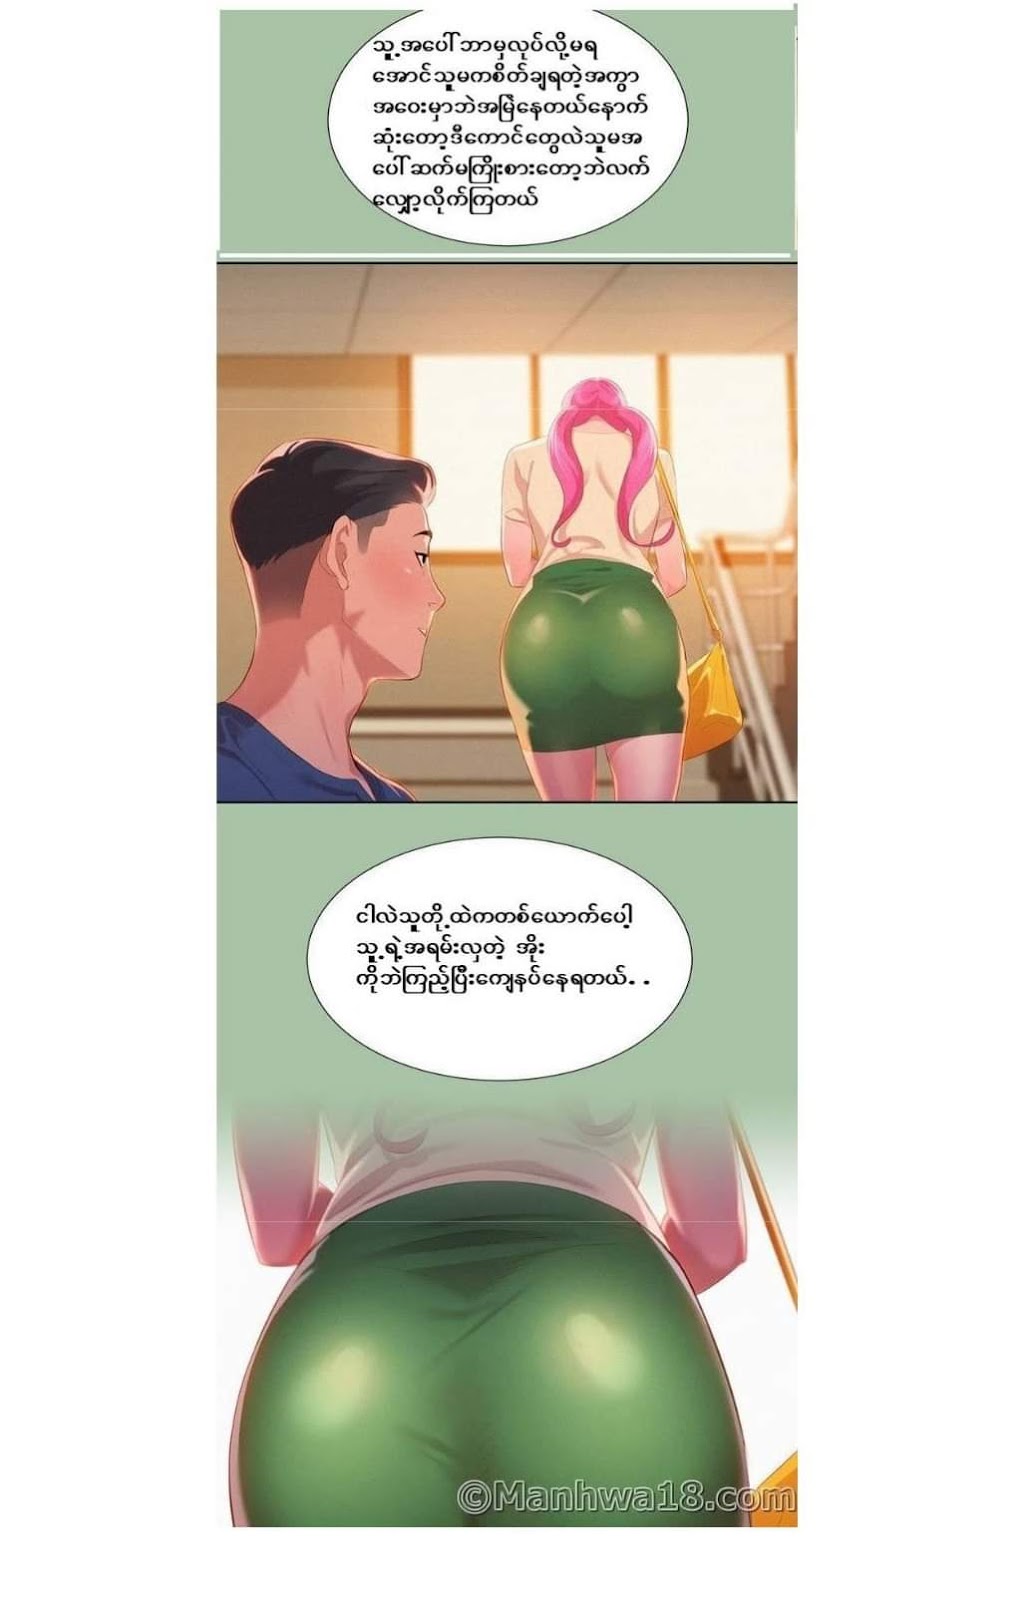 သူ့အပေါ်ဘာမှလုပ်လို့မရ
အောင်သူမကစိတ်ချရတဲ့အကွာ
အဝေးမှာဘဲအမြဲနေတယ်နောက်
ဆုံးတော့ဒီကောင်တွေလဲသူမအ
ပေါ်ဆက်မကြိုးစားတော့ဘဲလက်
လျှော့လိုက်ကြတယ်
ငါလဲသူတို့ထဲကတစ်ယောက်ပေါ့
သူ့ရဲ့အရမ်းလှတဲ့ အိုး
ကိုဘဲကြည့်ပြီးကျေနပ်နေရတယ်. .
©Manhwa18.com